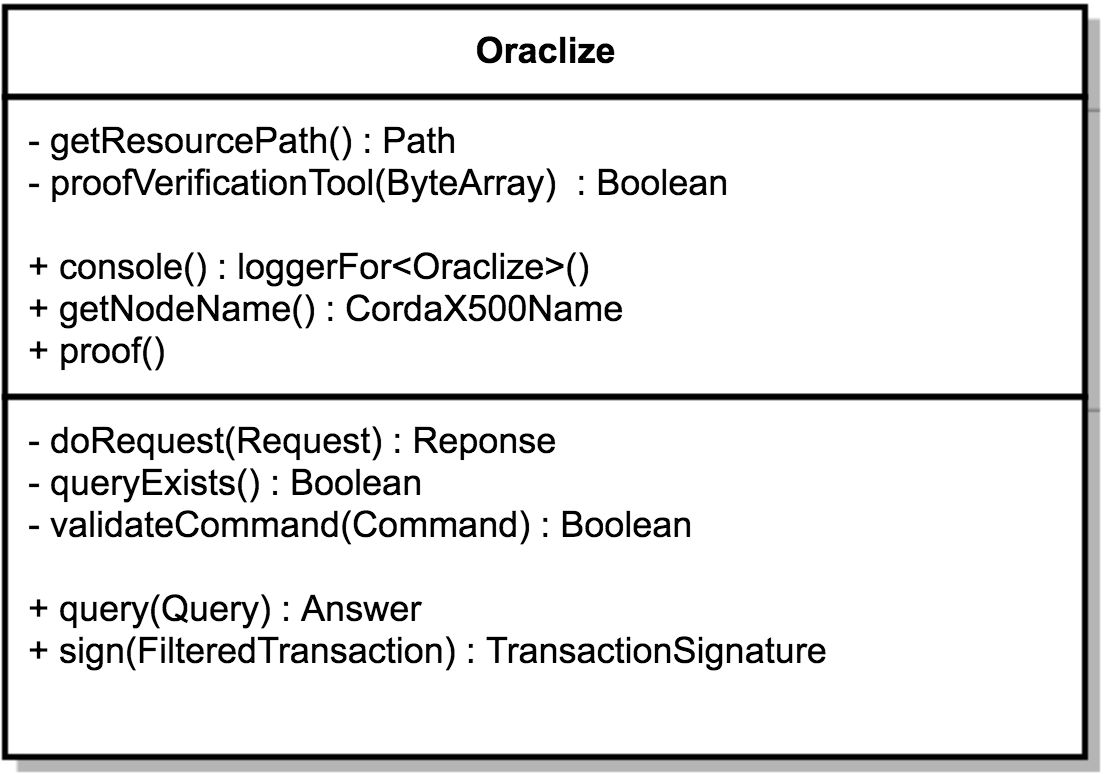 Oraclize
- getResourcePath() : Path
- proofVerificationTool(ByteArray)  : Boolean
+ console() : loggerFor<Oraclize>()
+ getNodeName() : CordaX500Name
+ proof()
- doRequest(Request) : Reponse
- queryExists() : Boolean
- validateCommand(Command) : Boolean
+ query(Query) : Answer
+ sign(FilteredTransaction) : TransactionSignature